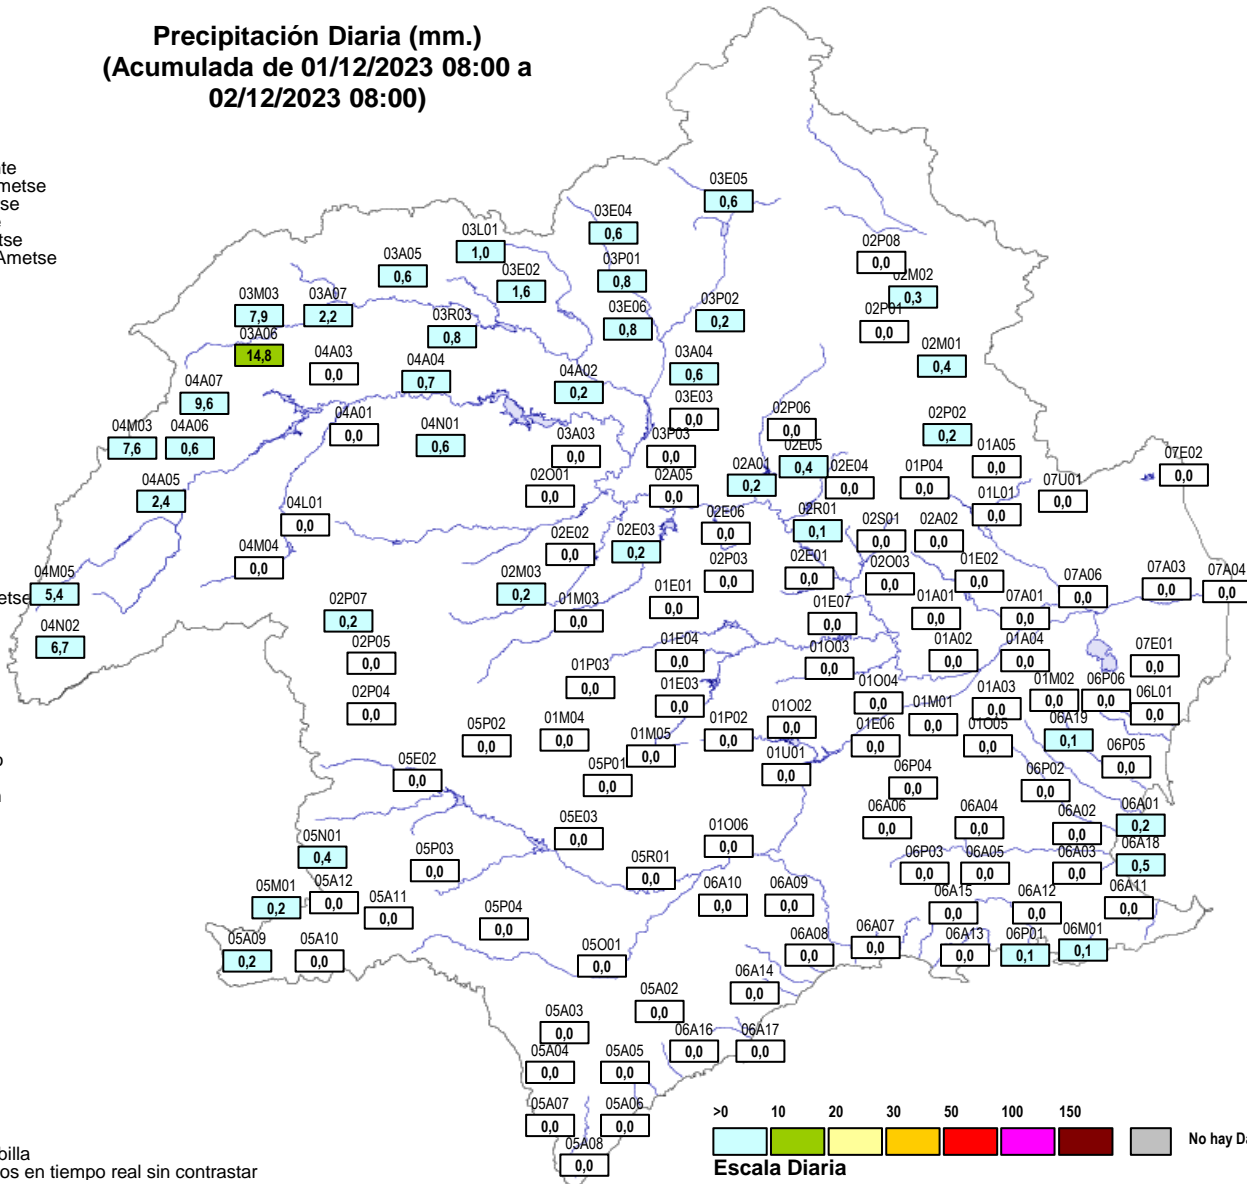 Precipitación Diaria (mm.)
(Acumulada de 01/12/2023 08:00 a
02/12/2023 08:00)
03E05
0,6
03E04
0,6
03L01
1,0
03A05
0,6
03E02
1,6
03P01
0,8
02P08
0,0
02M02
0,3
03M03
7,9
03A07
2,2
03R03
0,8
03E06
0,8
03P02
0,2
02P01
0,0
03A06
14,8
04A03
0,0
04A04
0,7
04A02
0,2
03A04
0,6
02M01
0,4
04A07
9,6
03E03
0,0
04M03
7,6
04A06
0,6
04A01
0,0
04N01
0,6
03A03
0,0
03P03
0,0
02P06
0,0
02P02
0,2
02E05
0,4
01A05
0,0
07E02
0,0
04A05
2,4
02O01
0,0
02A05
0,0
02A01
0,2
02E04
0,0
01P04
0,0
07U01
0,0
04L01
0,0
01L01
0,0
02E06
0,0
02R01
0,1
02S01
0,0
02A02
0,0
04M04
0,0
02E02
0,0
02E03
0,2
04M05
5,4
02M03
0,2
02P03
0,0
02E01
0,0
02O03
0,0
01E02
0,0
07A06
0,0
07A03
0,0
07A04
0,0
04N02
6,7
02P07
0,2
01M03
0,0
01E01
0,0
01E07
0,0
01A01
0,0
07A01
0,0
02P05
0,0
01E04
0,0
01O03
0,0
01A02
0,0
01A04
0,0
07E01
0,0
01P03
0,0
02P04
0,0
01E03
0,0
01O04
0,0
01A03
0,0
01M02
0,0
06P06
0,0
06L01
0,0
05P02
0,0
01M04
0,0
01M05
0,0
01P02
0,0
01O02
0,0
01E06
0,0
01M01
0,0
01O05
0,0
06A19
0,1
06P05
0,0
05E02
0,0
05P01
0,0
01U01
0,0
06P04
0,0
06P02
0,0
05E03
0,0
01O06
0,0
06A06
0,0
06A04
0,0
06A02
0,0
06A01
0,2
05N01
0,4
05P03
0,0
05R01
0,0
06P03
0,0
06A05
0,0
06A03
0,0
06A18
0,5
05M01
0,2
05A12
0,0
05A11
0,0
05P04
0,0
06A10
0,0
06A09
0,0
06A15
0,0
06A12
0,0
06A11
0,0
05A09
0,2
05A10
0,0
05O01
0,0
06A08
0,0
06A07
0,0
06A13
0,0
06P01
0,1
06M01
0,1
05A02
0,0
06A14
0,0
05A03
0,0
06A16
0,0
06A17
0,0
05A04
0,0
05A05
0,0
05A07
0,0
05A06
0,0
05A08
0,0
>0 10 20 30 50 100 150
No hay Da
Escala Diaria
billa
os en tiempo real sin contrastar